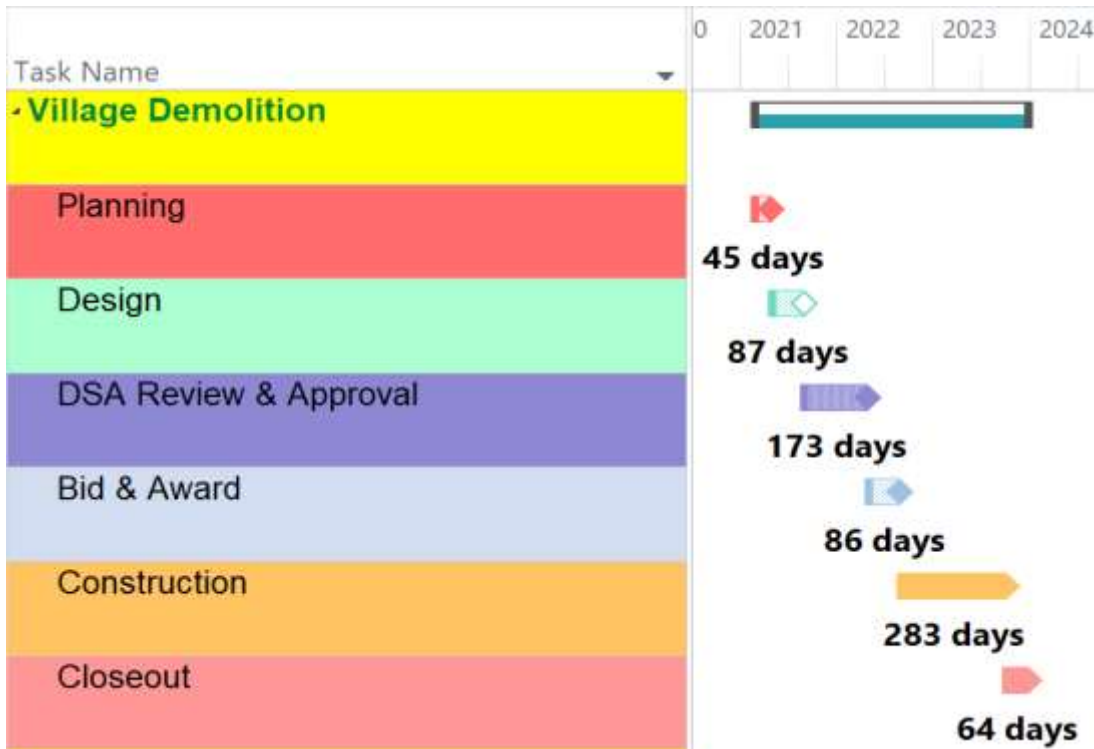 0 2021 2022 2023 2024
Task Name
Village Demolition
Planning
45 days
Design
87 days
DSA Review & Approval
173 days
Bid & Award
86 days
Construction
283 days
Closeout
64 days